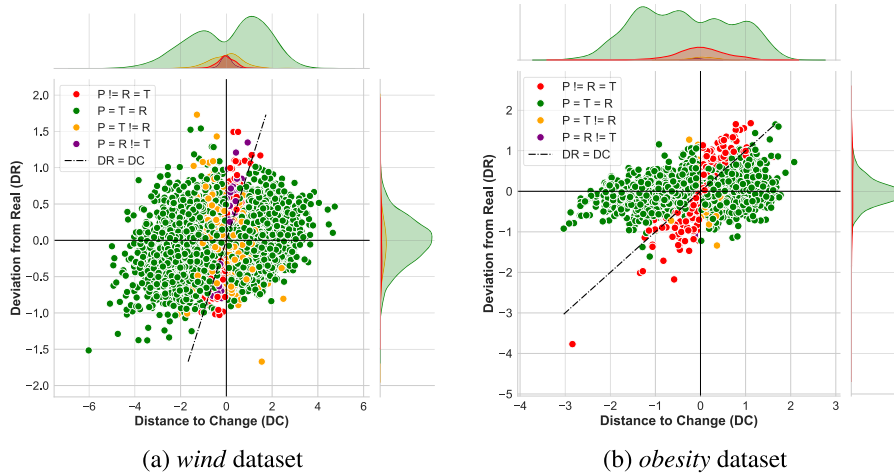 P != R = T
P = T = R
P = T != R
P = R != T
DR = DC
2.0
1.5
1.0
0.5
0.0
−0.5
−1.0
−1.5
−2.0
Deviation from Real (DR)
−6 −4 −2 0 2 4 6
Distance to Change (DC)
(a) wind dataset
P != R = T
P = T = R
P = T != R
P = R != T
DR = DC
2
1
0
−1
−2
−3
−4
−5
Deviation from Real (DR)
−4 −3 −2 −1 0 1 2 3
Distance to Change (DC)
(b) obesity dataset